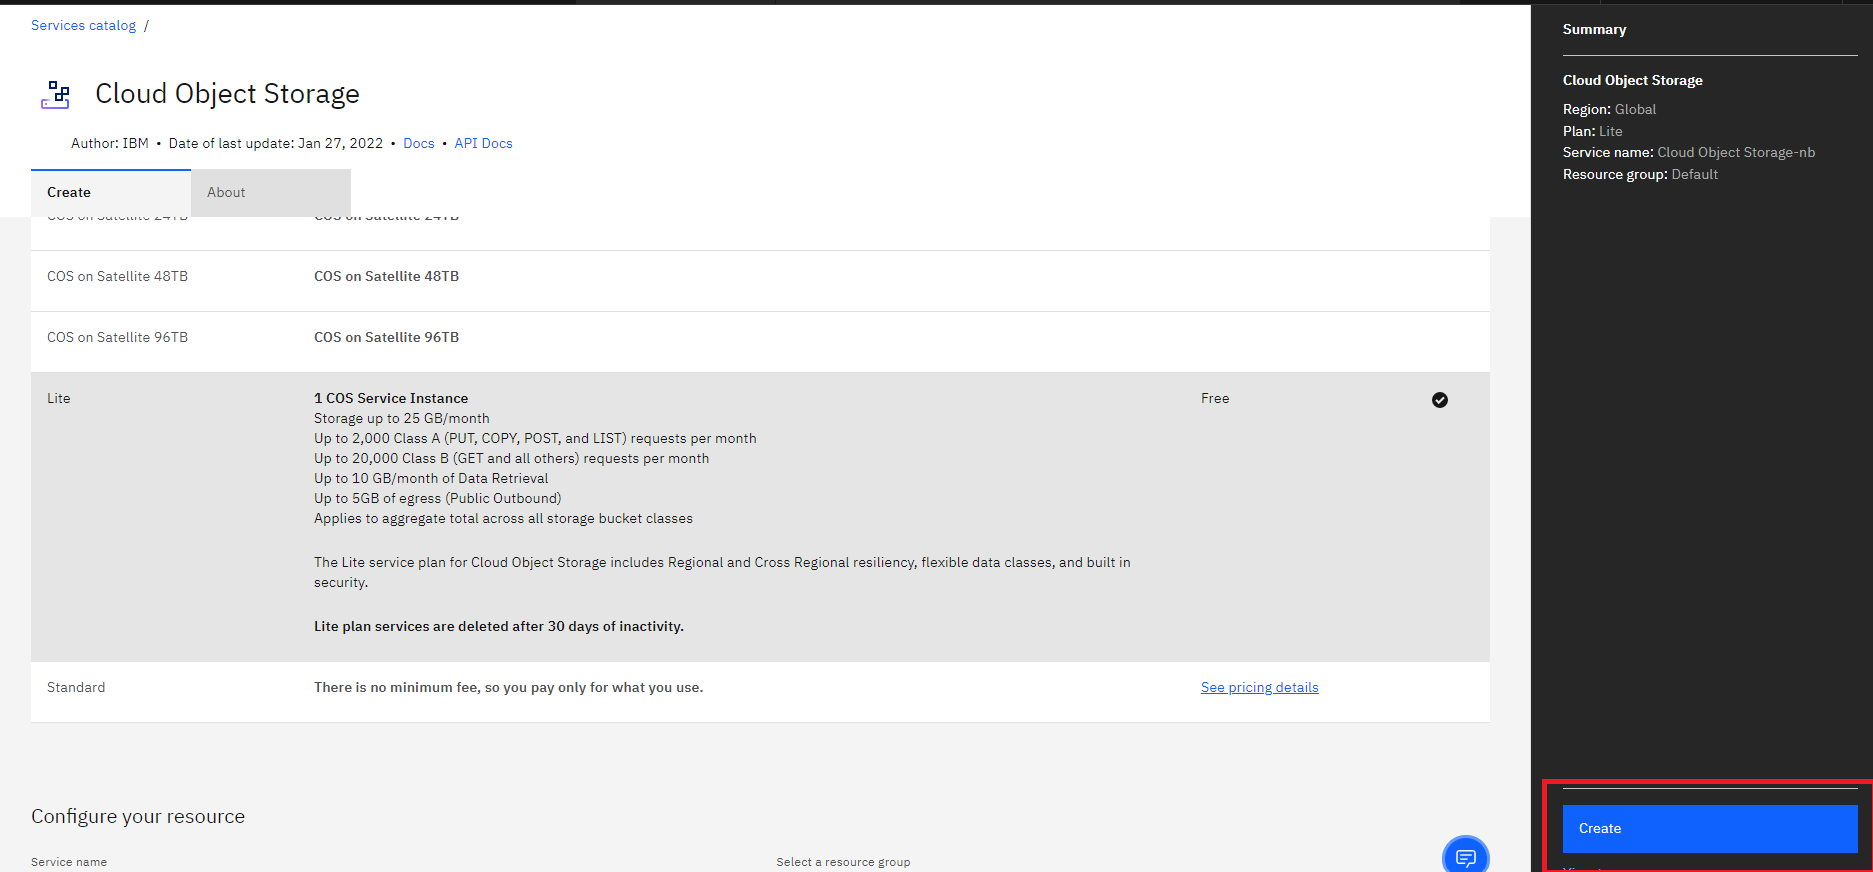 Services catalog /
Cloud Object Storage
Author: IBM • Date of last update: Jan 27, 2022 • Docs • API Docs
Create
About
COS on Satellite 24TB
COS on Satellite 24TB
COS on Satellite 48TB
COS on Satellite 48TB
COS on Satellite 96TB
COS on Satellite 96TB
Lite
1 COS Service Instance
Storage up to 25 GB/month
Up to 2,000 Class A (PUT, COPY, POST, and LIST) requests per month
Up to 20,000 Class B (GET and all others) requests per month
Up to 10 GB/month of Data Retrieval
Up to 5GB of egress (Public Outbound)
Applies to aggregate total across all storage bucket classes
The Lite service plan for Cloud Object Storage includes Regional and Cross Regional resiliency, flexible data classes, and built in
security.
Lite plan services are deleted after 30 days of inactivity.
Free
Standard
There is no minimum fee, so you pay only for what you use.
See pricing details
Configure your resource
Service name
Select a resource group
Summary
Cloud Object Storage
Region: Global
Plan: Lite
Service name: Cloud Object Storage-nb
Resource group: Default
Create